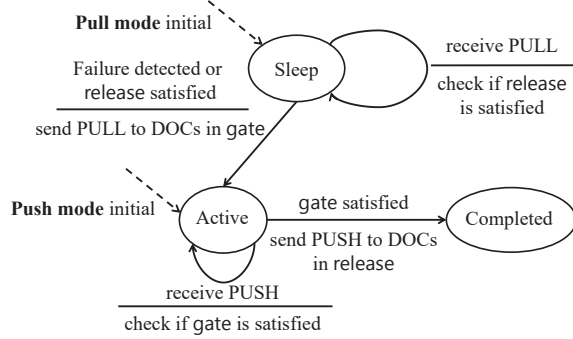 Pull mode initial
Sleep
receive PULL
check if release
is satisfied
Failure detected or
release satisfied
send PULL to DOCs in gate
Push mode initial
Active
gate satisfied
send PUSH to DOCs
in release
Completed
receive PUSH
check if gate is satisfied